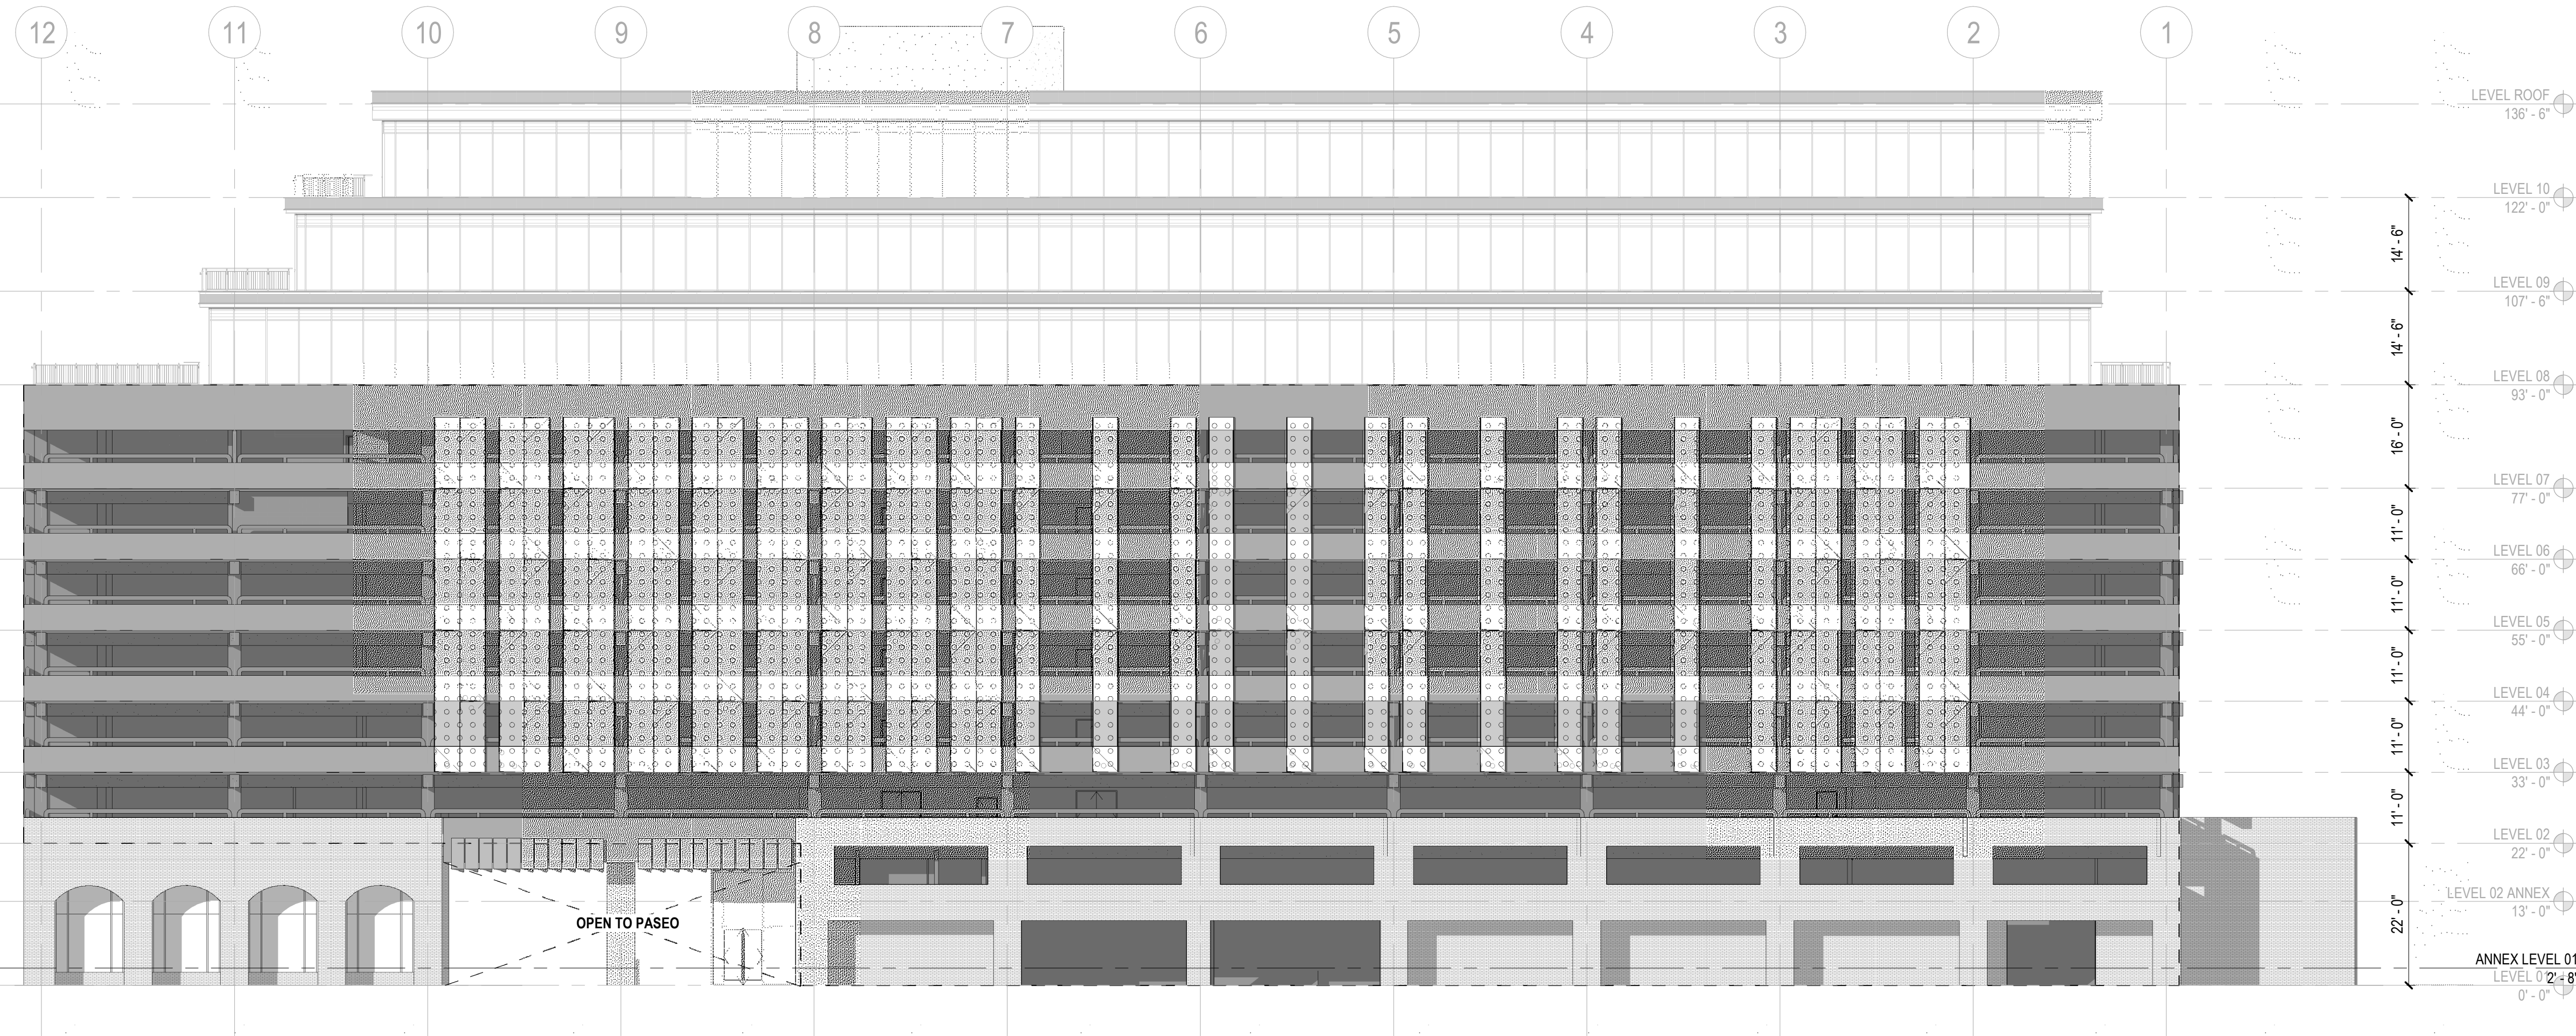 12 11 10 9 8 7 6 5 4 3 2 1
LEVEL ROOF
136' - 6"
LEVEL 10
122' - 0"
14' - 6"
LEVEL 09
107' - 6"
14' - 6"
LEVEL 08
93' - 0"
16' - 0"
LEVEL 07
77' - 0"
11' - 0"
LEVEL 06
66' - 0"
11' - 0"
LEVEL 05
55' - 0"
11' - 0"
LEVEL 04
44' - 0"
11' - 0"
LEVEL 03
33' - 0"
11' - 0"
LEVEL 02
22' - 0"
LEVEL 02 ANNEX
13' - 0"
OPEN TO PASEO
22' - 0"
ANNEX LEVEL 01
2' - 8"
LEVEL 01
0' - 0"